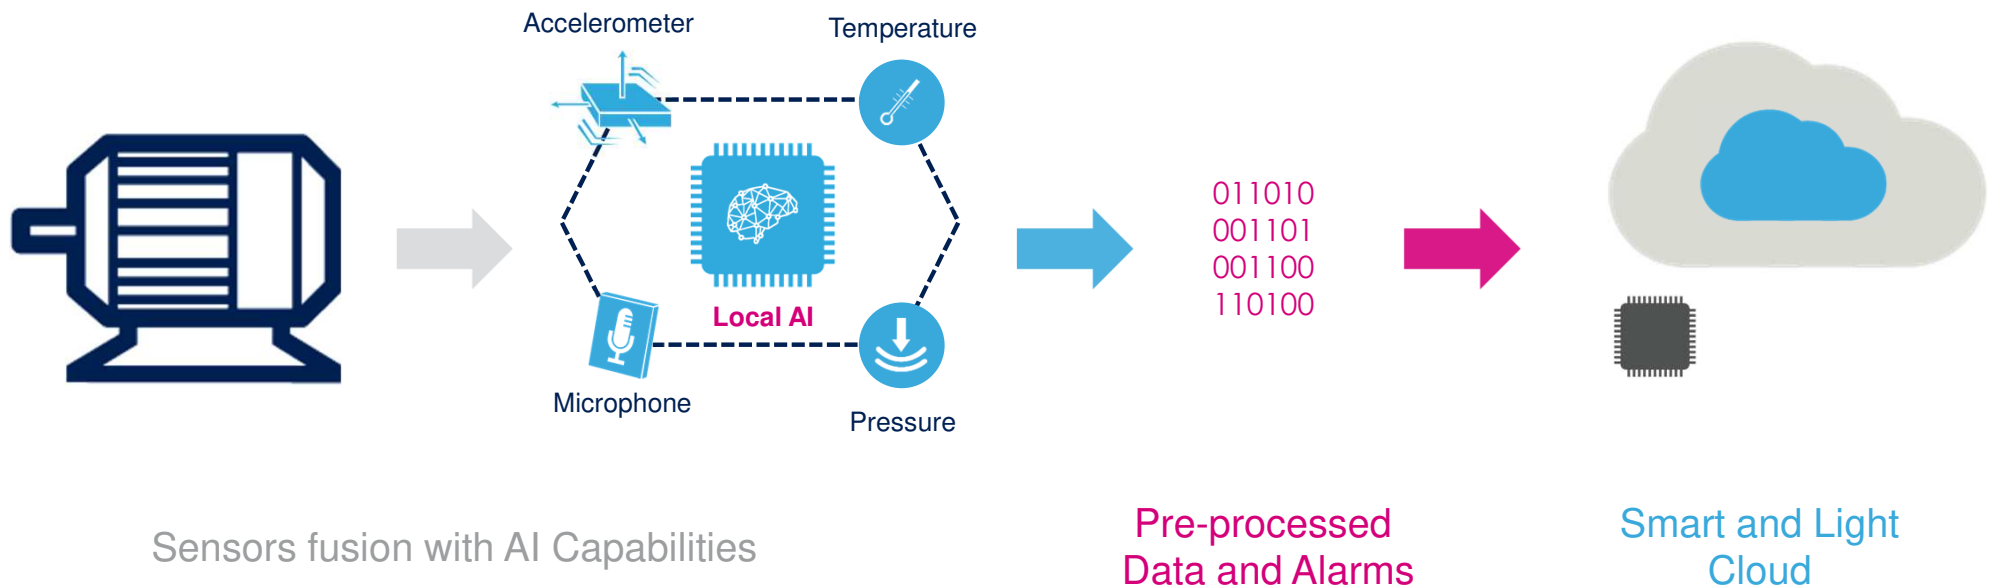 Accelerometer
Temperature
Local AI
Microphone
Pressure
011010
001101
001100
110100
Sensors fusion with AI Capabilities
Pre-processed
Data and Alarms
Smart and Light
Cloud